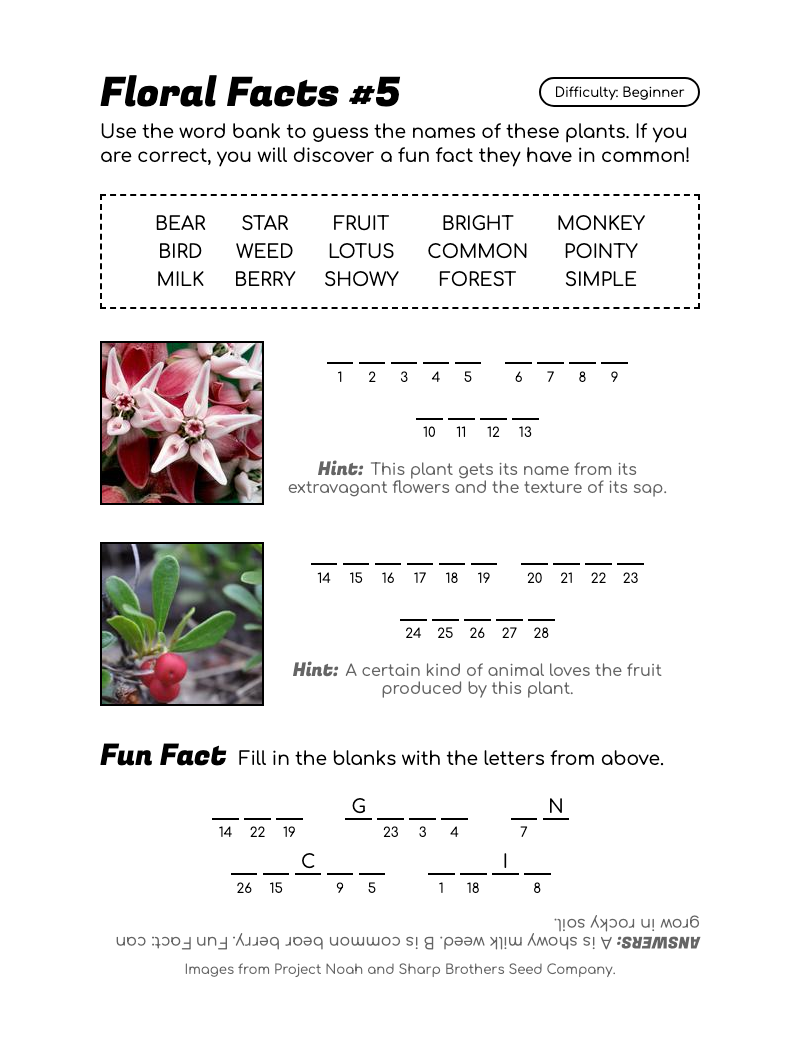 Floral Facts #5
Difficulty: Beginner
Use the word bank to guess the names of these plants. If you
are correct, you will discover a fun fact they have in common!
BEAR STAR FRUIT BRIGHT MONKEY
BIRD WEED LOTUS COMMON POINTY
MILK BERRY SHOWY FOREST SIMPLE
1 2 3 4 5 6 7 8 9
10 11 12 13
Hint: This plant gets its name from its
extravagant flowers and the texture of its sap.
14 15 16 17 18 19 20 21 22 23
24 25 26 27 28
Hint: A certain kind of animal loves the fruit
produced by this plant.
Fun Fact Fill in the blanks with the letters from above.
G N
14 22 19 23 3 4 7
C I
26 15 9 5 1 18 8
ANSWERS: A is showy milk weed. B is common bear berry. Fun Fact: can
grow in rocky soil.
Images from Project Noah and Sharp Brothers Seed Company.